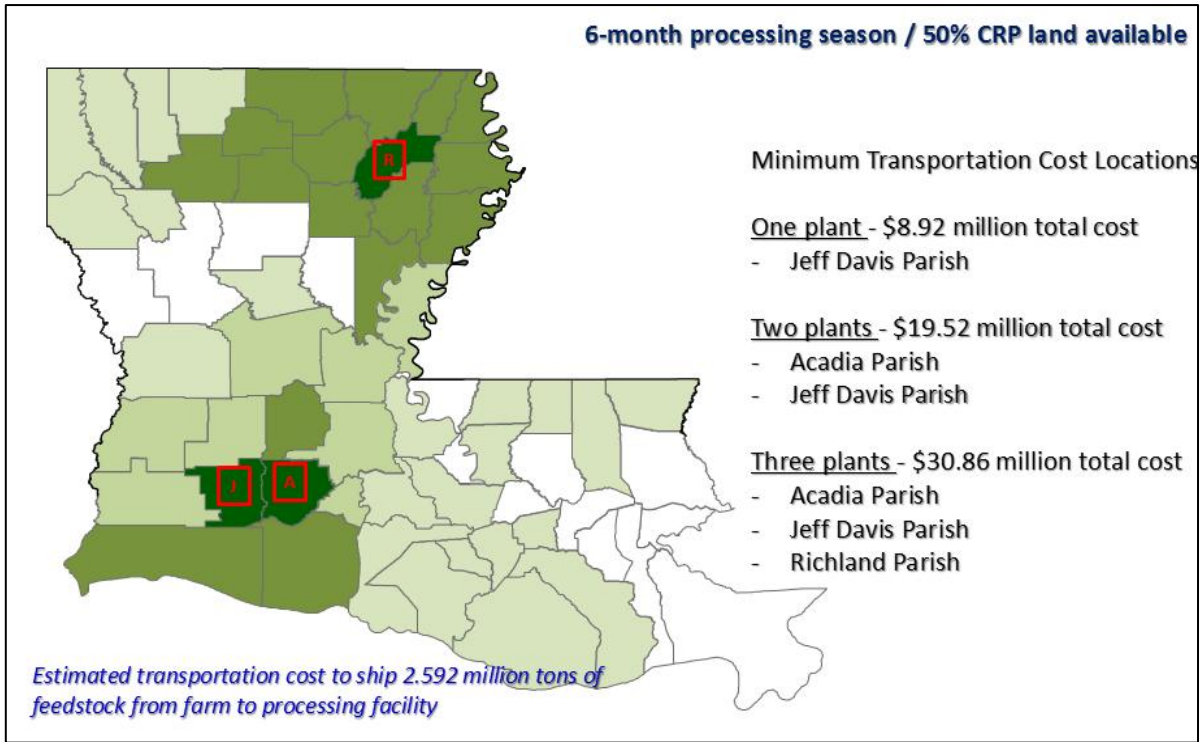 6-month processing season / 50% CRP land available
R
Minimum Transportation Cost Locations
One plant - $8.92 million total cost
- Jeff Davis Parish
Two plants - $19.52 million total cost
- Acadia Parish
- Jeff Davis Parish
Three plants - $30.86 million total cost
- Acadia Parish
- Jeff Davis Parish
- Richland Parish
J
A
Estimated transportation cost to ship 2.592 million tons of
feedstock from farm to processing facility